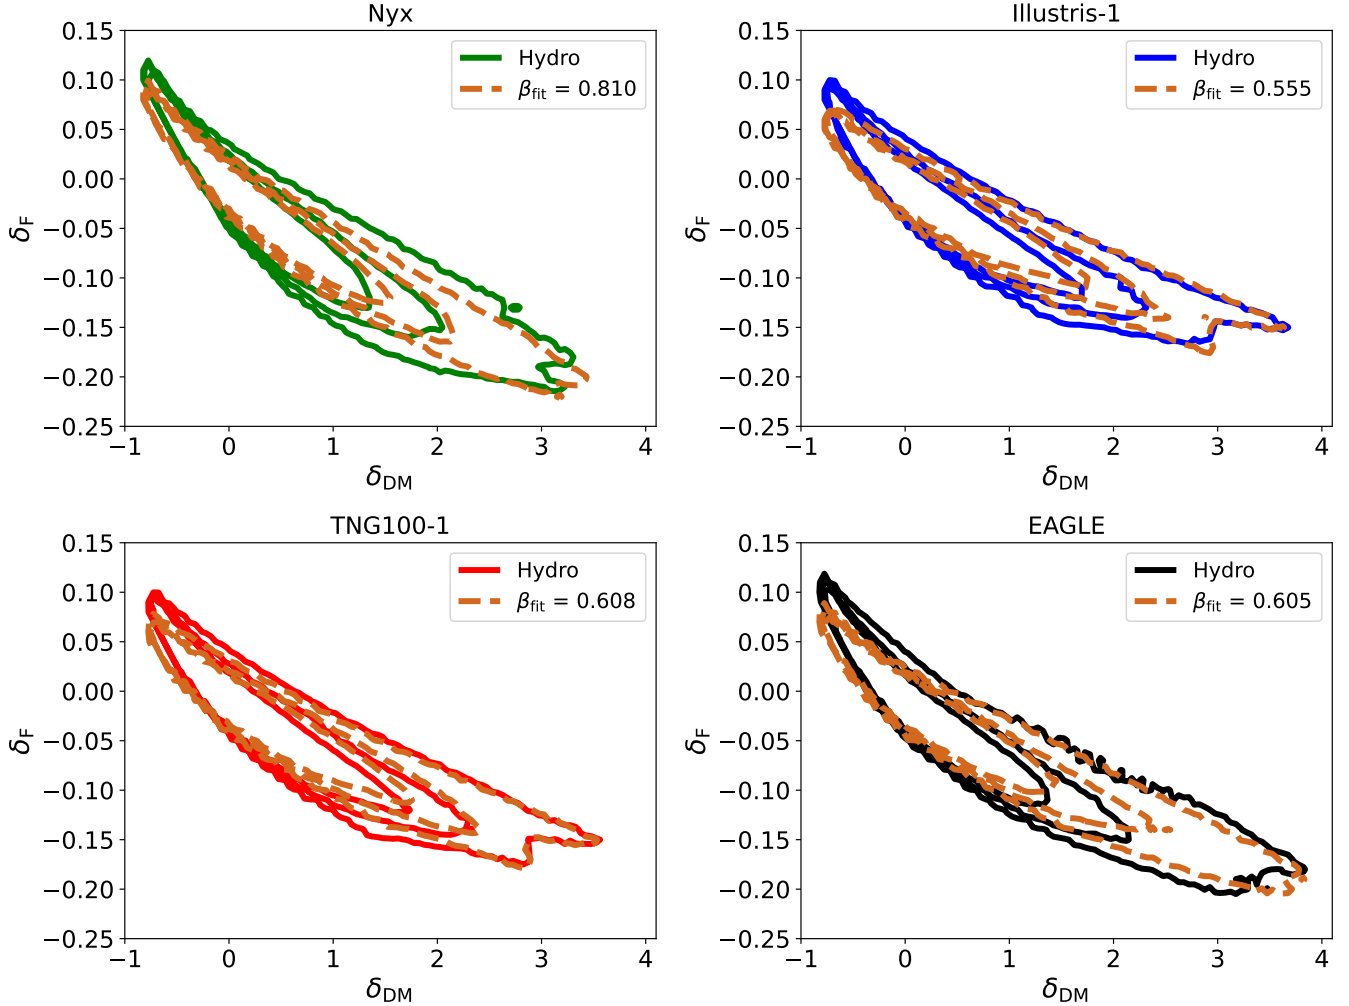 Nyx
0.15
0.10
0.05
0.00
−0.05
−0.10
−0.15
−0.20
−0.25
δF
−1 0 1 2 3 4
δDM
Hydro
βfit = 0.810
Illustris-1
0.15
0.10
0.05
0.00
−0.05
−0.10
−0.15
−0.20
−0.25
δF
−1 0 1 2 3 4
δDM
Hydro
βfit = 0.555
TNG100-1
0.15
0.10
0.05
0.00
−0.05
−0.10
−0.15
−0.20
−0.25
δF
−1 0 1 2 3 4
δDM
Hydro
βfit = 0.608
EAGLE
0.15
0.10
0.05
0.00
−0.05
−0.10
−0.15
−0.20
−0.25
δF
−1 0 1 2 3 4
δDM
Hydro
βfit = 0.605